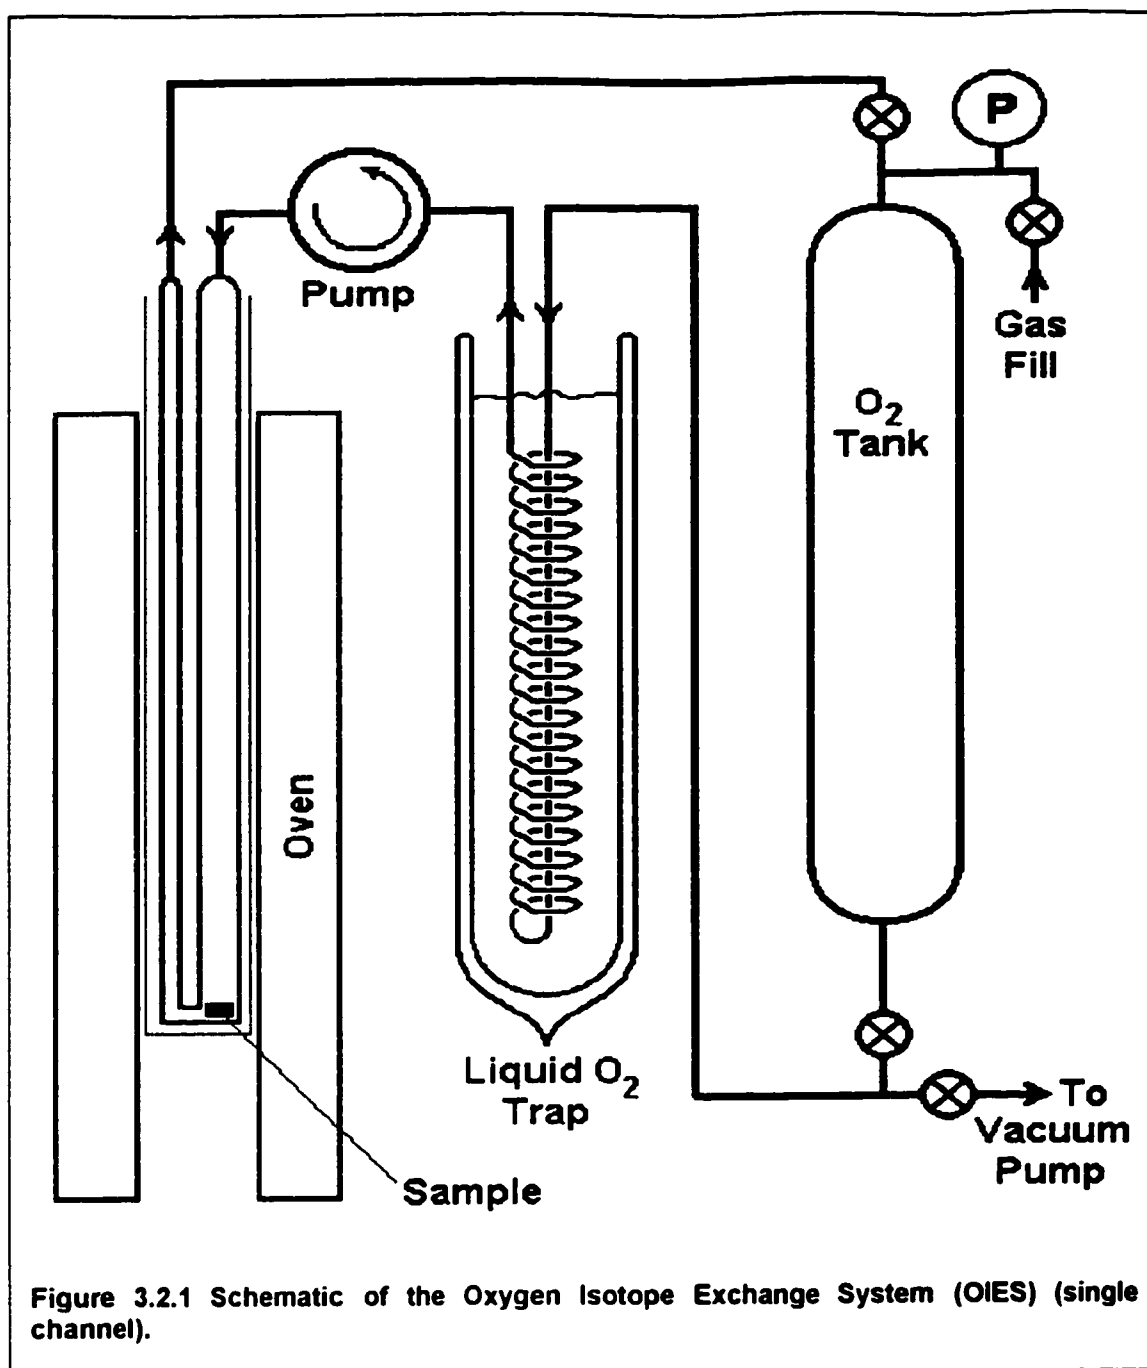 P
Pump
Gas
Fill
O₂
Tank
Oven
Liquid O₂
Trap
To
Vacuum
Pump
Sample
Figure 3.2.1 Schematic of the Oxygen Isotope Exchange System (OIES) (single
channel).